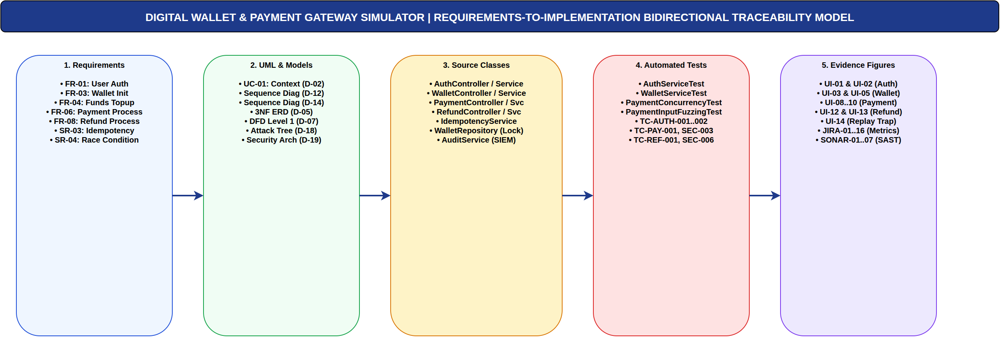 DIGITAL WALLET & PAYMENT GATEWAY SIMULATOR | REQUIREMENTS-TO-IMPLEMENTATION BIDIRECTIONAL TRACEABILITY MODEL
1. Requirements
• FR-01: User Auth
• FR-03: Wallet Init
• FR-04: Funds Topup
• FR-06: Payment Process
• FR-08: Refund Process
• SR-03: Idempotency
• SR-04: Race Condition
2. UML & Models
• UC-01: Context (D-02)
• Sequence Diag (D-12)
• Sequence Diag (D-14)
• 3NF ERD (D-05)
• DFD Level 1 (D-07)
• Attack Tree (D-18)
• Security Arch (D-19)
3. Source Classes
• AuthController / Service
• WalletController / Service
• PaymentController / Svc
• RefundController / Svc
• IdempotencyService
• WalletRepository (Lock)
• AuditService (SIEM)
4. Automated Tests
• AuthServiceTest
• WalletServiceTest
• PaymentConcurrencyTest
• PaymentInputFuzzingTest
• TC-AUTH-001..002
• TC-PAY-001, SEC-003
• TC-REF-001, SEC-006
5. Evidence Figures
• UI-01 & UI-02 (Auth)
• UI-03 & UI-05 (Wallet)
• UI-08..10 (Payment)
• UI-12 & UI-13 (Refund)
• UI-14 (Replay Trap)
• JIRA-01..16 (Metrics)
• SONAR-01..07 (SAST)